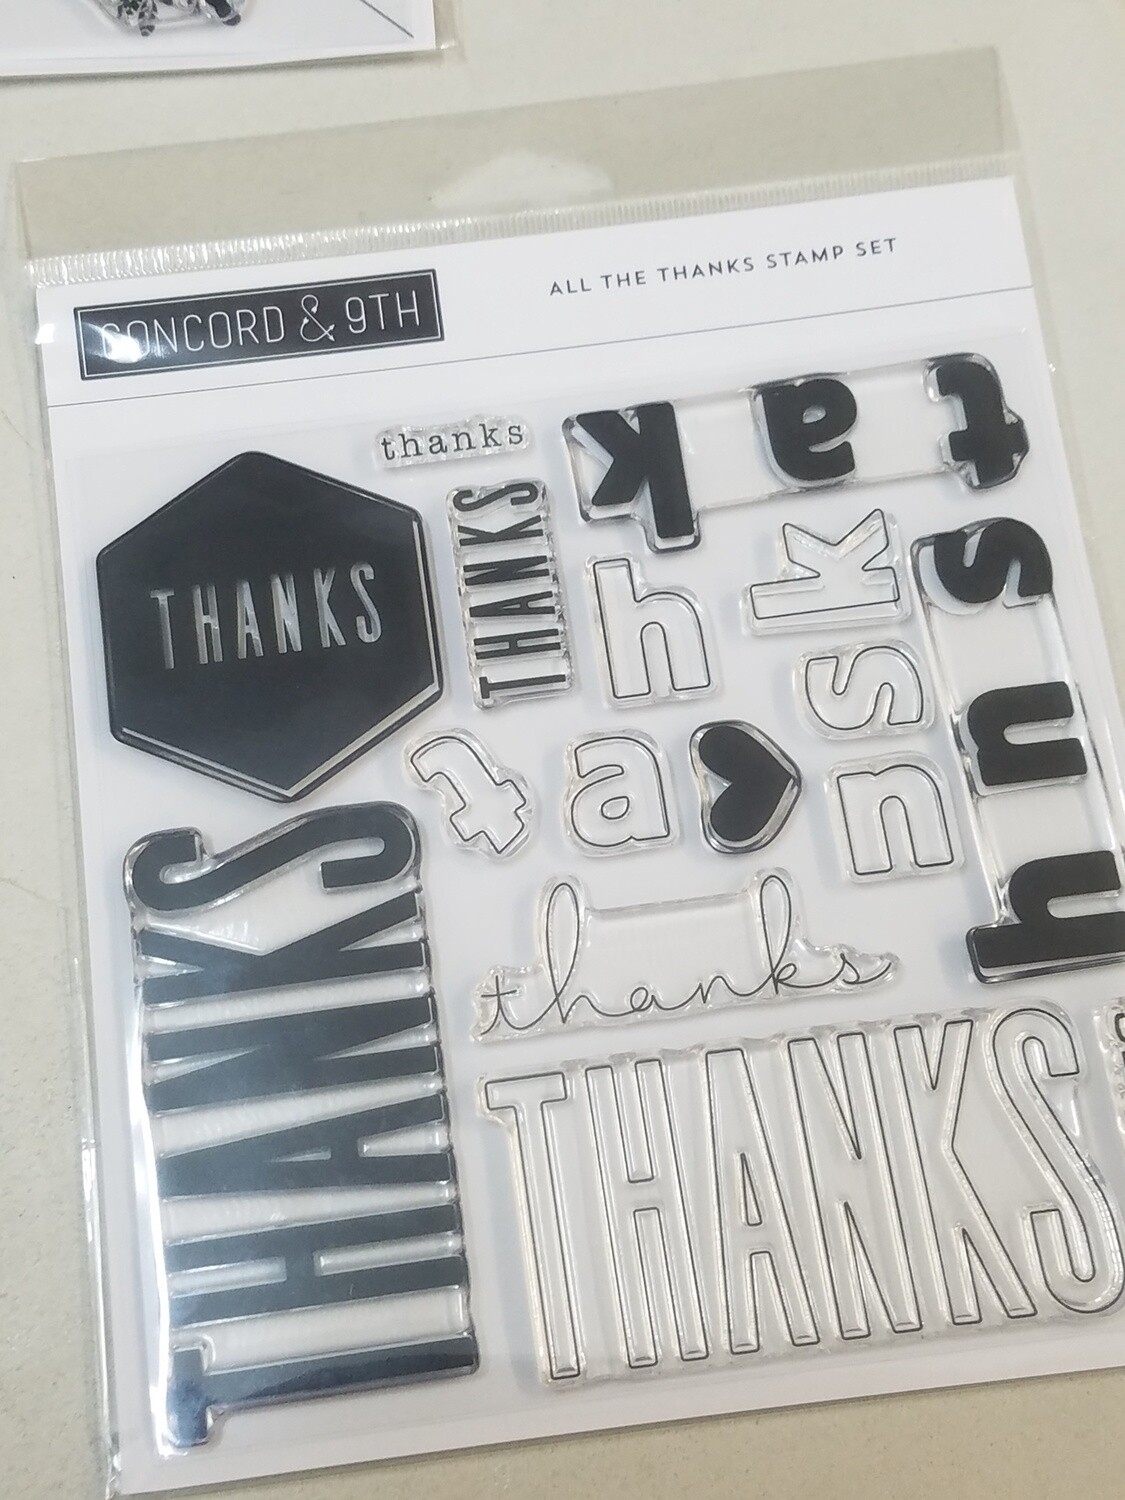 CONCORD & 9TH
ALL THE THANKS STAMP SET
thanks
THANKS
THANKS
t a k
h
k
s
n
t
a
s n h
thanks
THANKS
THANKS